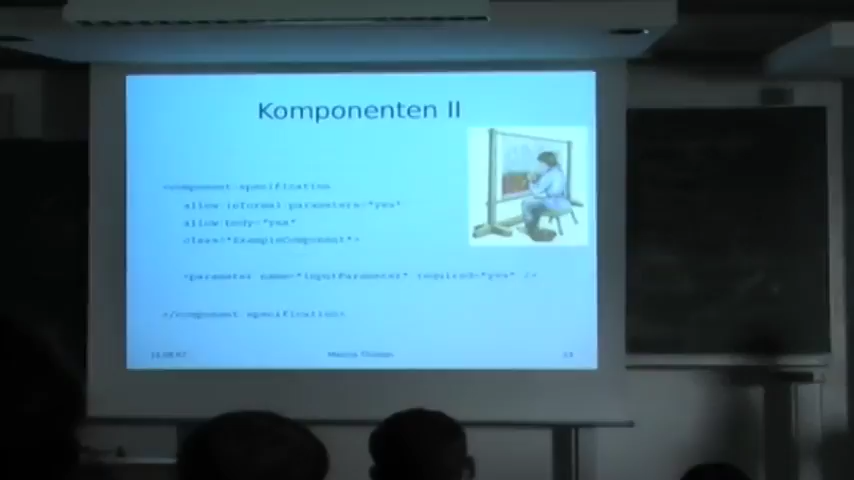 Komponenten II
<component-specification
allow-informal-parameters="yes"
allow-body="yes"
class="ExampleComponent">
<parameter name="inputParameter" required="yes" />
</component-specification>